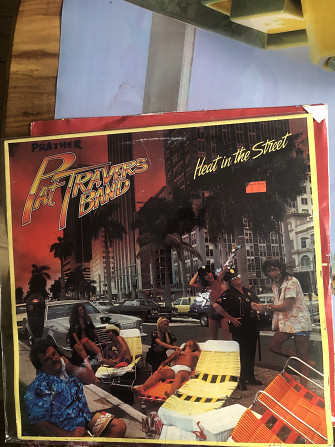 PRATHER
PAT TRAVERS
BAND
Heat in the Street